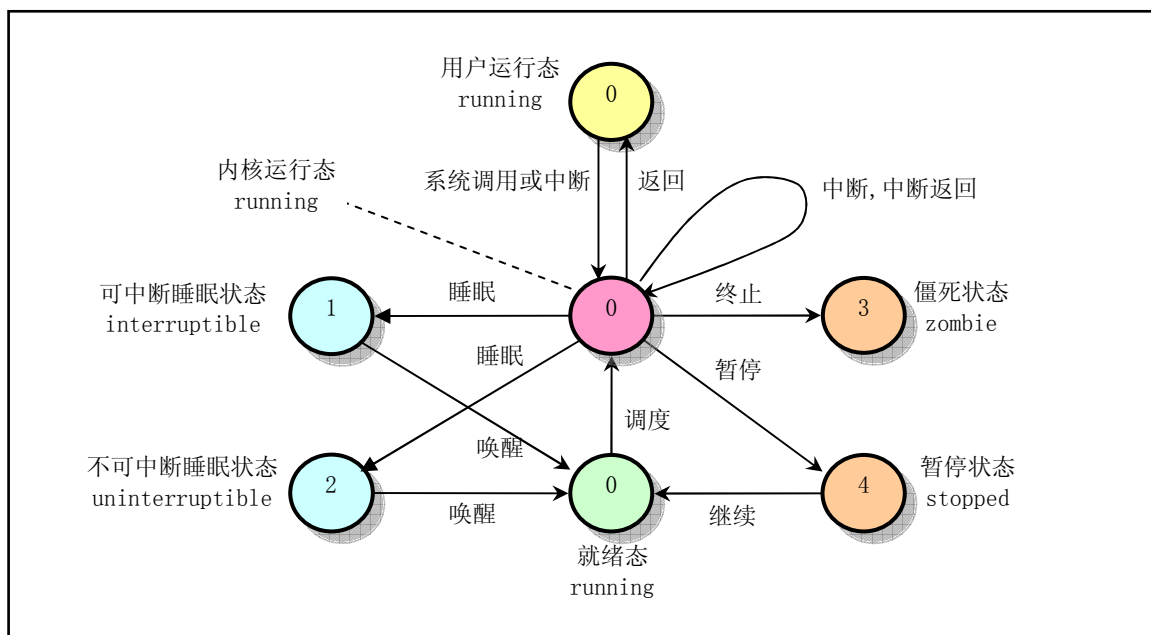 用户运行态
running
0
内核运行态
running
系统调用或中断
返回
中断,中断返回
可中断睡眠状态
interruptible
1
睡眠
0
终止
3
僵死状态
zombie
睡眠
暂停
调度
唤醒
不可中断睡眠状态
uninterruptible
2
唤醒
0
继续
4
暂停状态
stopped
就绪态
running